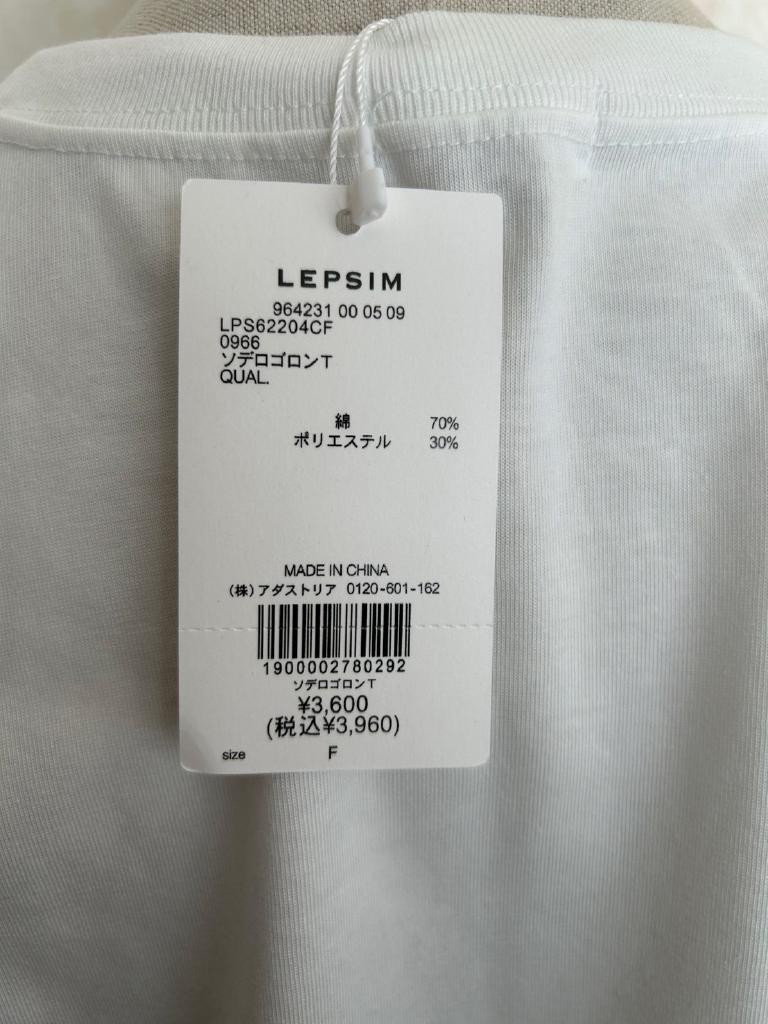 LEPSIM
964231 00 05 09
LPS62204CF
0966
ソデロゴロンT
QUAL.
綿 70%
ポリエステル 30%
MADE IN CHINA
(株)アダストリア 0120-601-162
1900002780292
ソデロゴロンT
¥3,600
(税込¥3,960)
size F